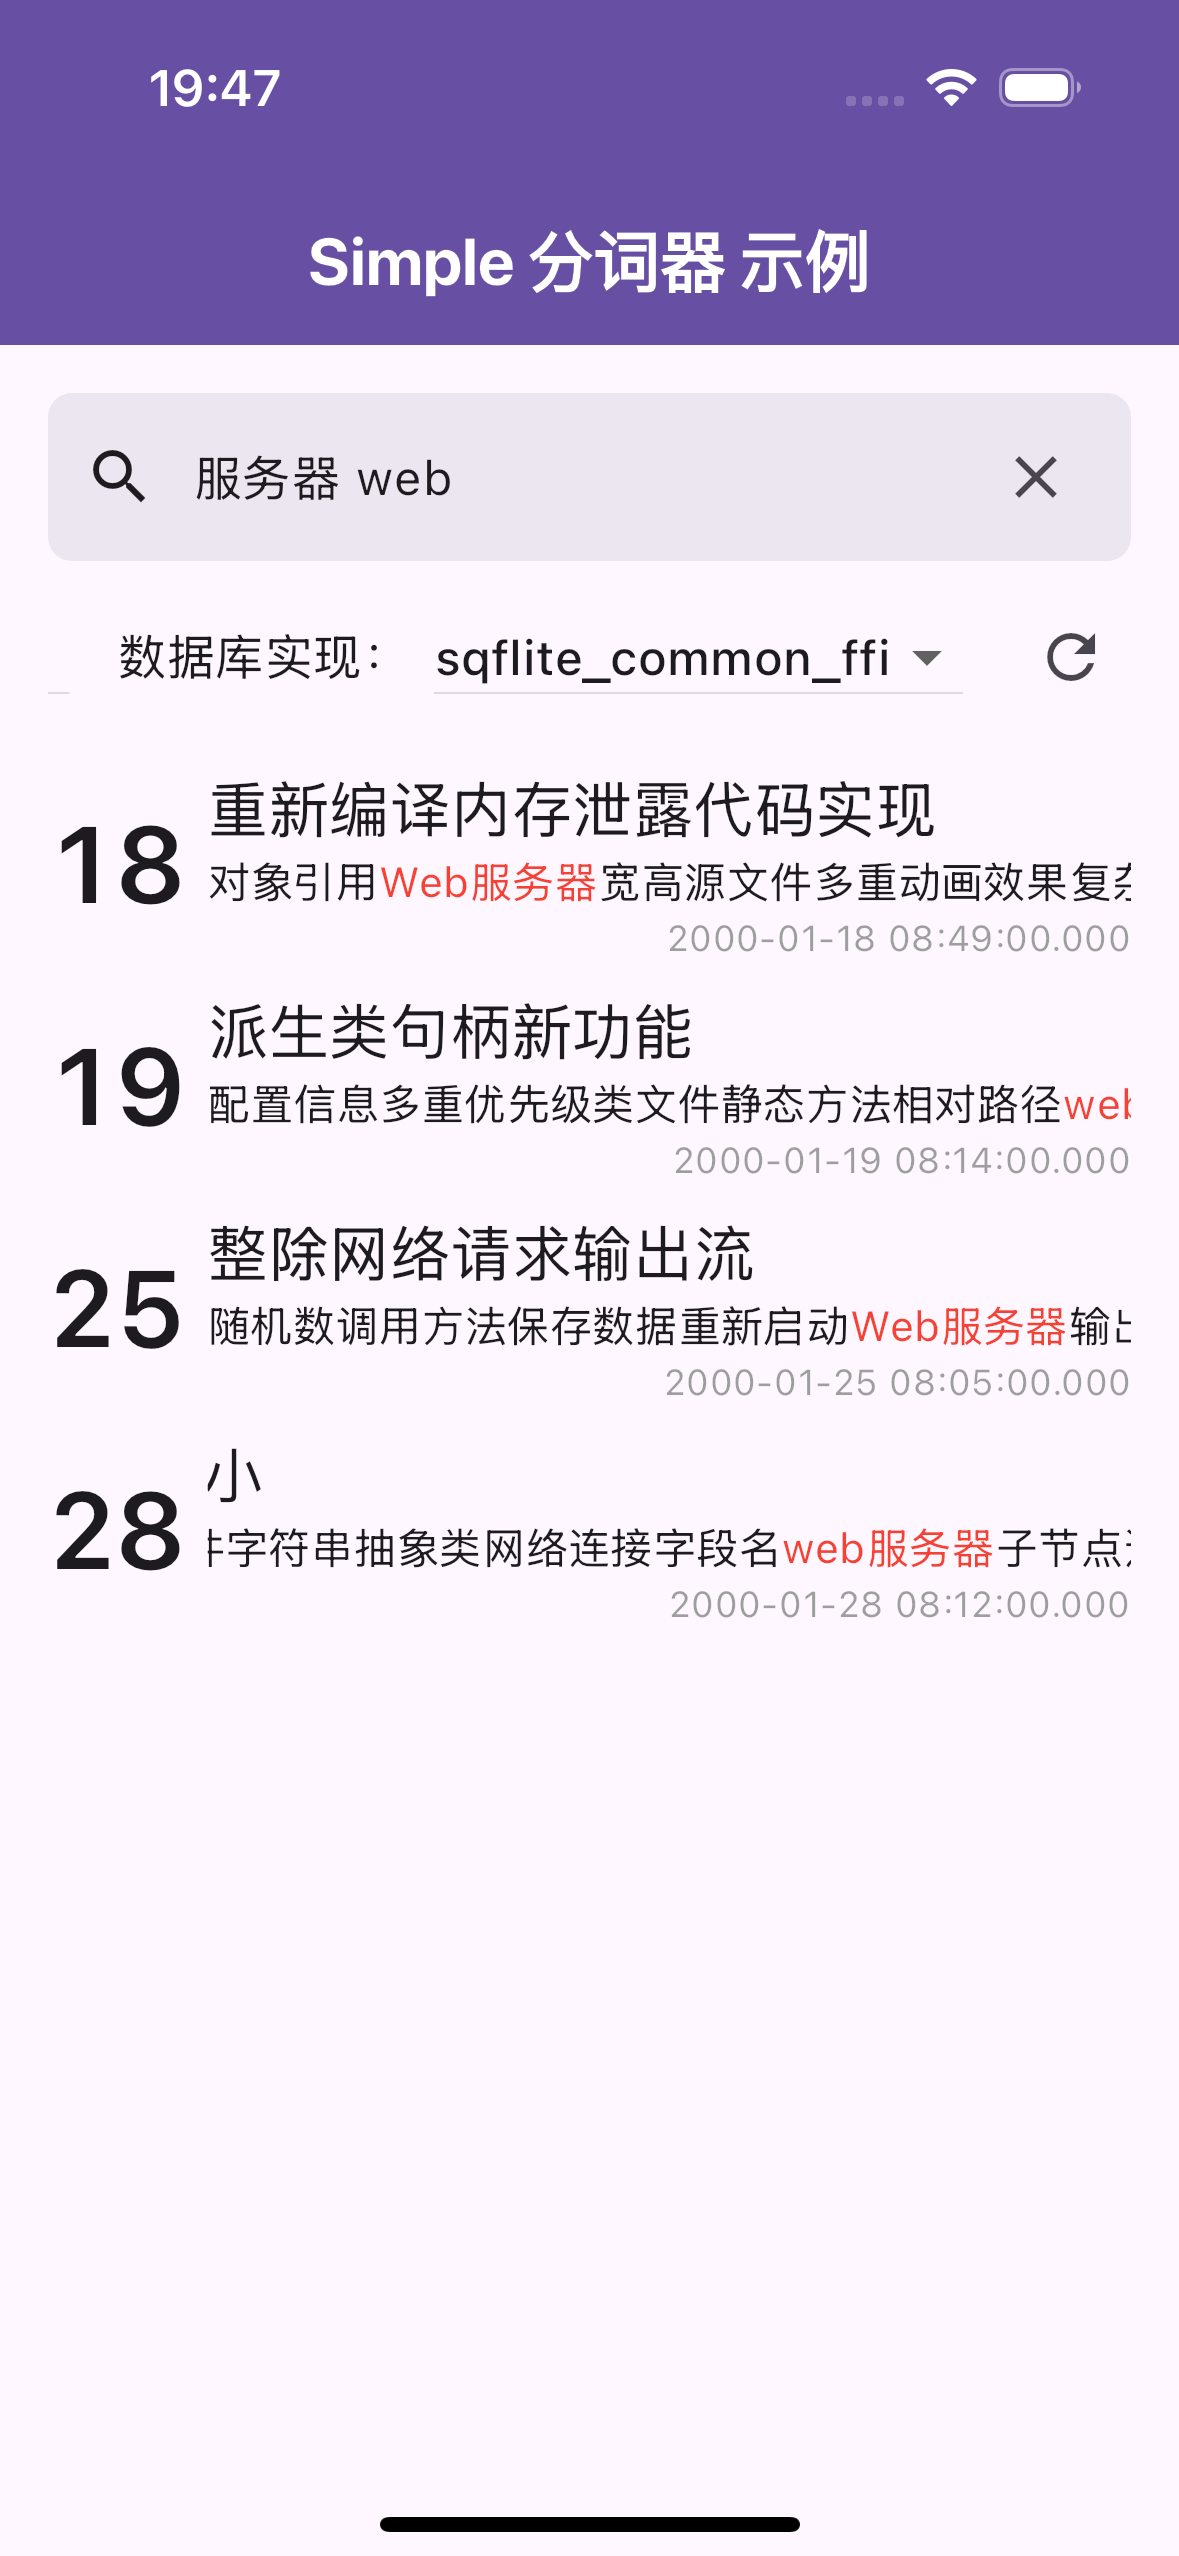 19:47
Simple 分词器 示例
服务器 web
数据库实现：
sqflite_common_ffi
18
重新编译内存泄露代码实现
对象引用Web服务器宽高源文件多重动画效果复杂
2000-01-18 08:49:00.000
19
派生类句柄新功能
配置信息多重优先级类文件静态方法相对路径web
2000-01-19 08:14:00.000
25
整除网络请求输出流
随机数调用方法保存数据重新启动Web服务器输出
2000-01-25 08:05:00.000
28
小
字符串抽象类网络连接字段名web服务器子节点
2000-01-28 08:12:00.000